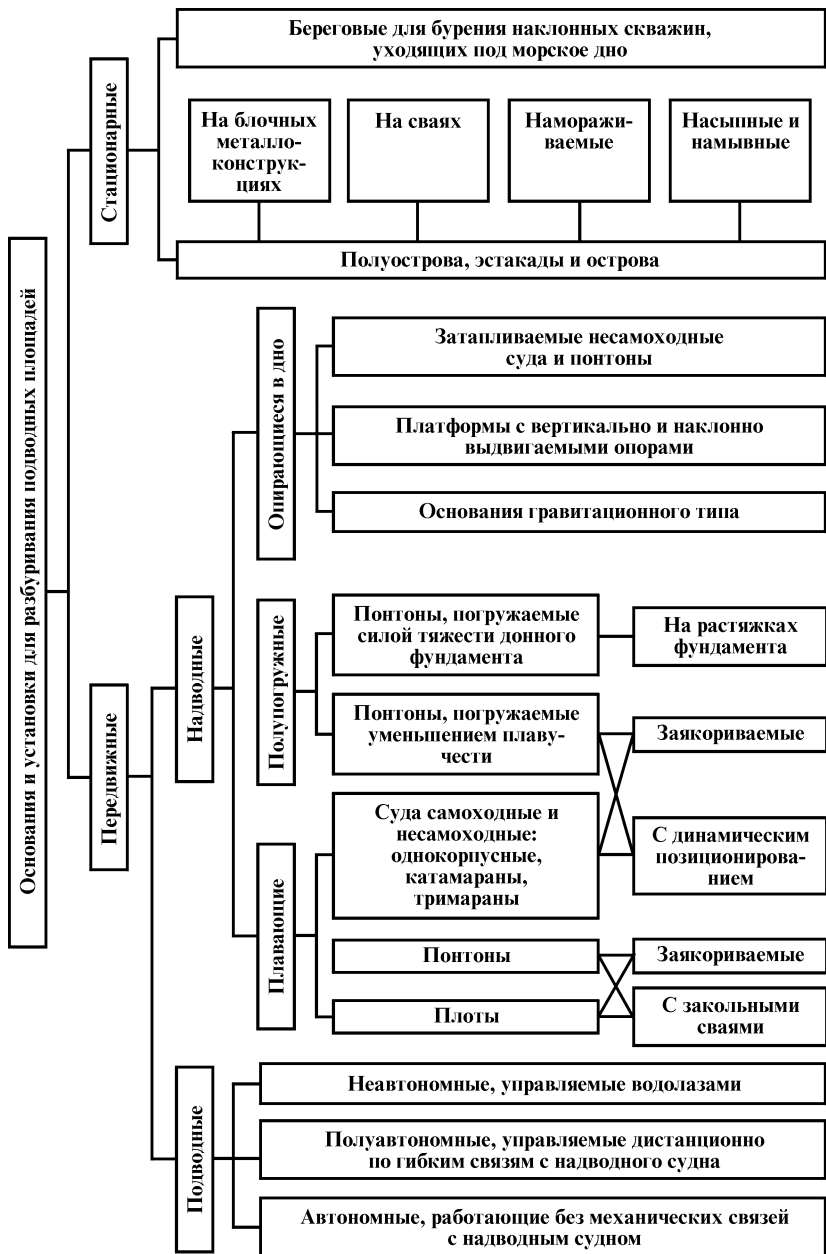 Основания и установки для разбуривания подводных площадей
Стационарные
Береговые для бурения наклонных скважин,
уходящих под морское дно
На блочных
металло-
конструк-
циях
На сваях
Наморажи-
ваемые
Насыпные и
намывные
Полуострова, эстакады и острова
Передвижные
Надводные
Опирающиеся в дно
Затапливаемые несамоходные
суда и понтоны
Платформы с вертикально и наклонно
выдвигаемыми опорами
Основания гравитационного типа
Полупогружные
Понтоны, погружаемые
силой тяжести донного
фундамента
На растяжках
фундамента
Понтоны, погружаемые
уменьшением плаву-
чести
Заякориваемые
Плавающие
Суда самоходные и
несамоходные:
однокорпусные,
катамараны,
тримараны
С динамическим
позиционирова-
нием
Понтоны
Заякориваемые
Плоты
С закольными
сваями
Подводные
Неавтономные, управляемые водолазами
Полуавтономные, управляемые дистанционно
по гибким связям с надводного судна
Автономные, работающие без механических связей
с надводным судном